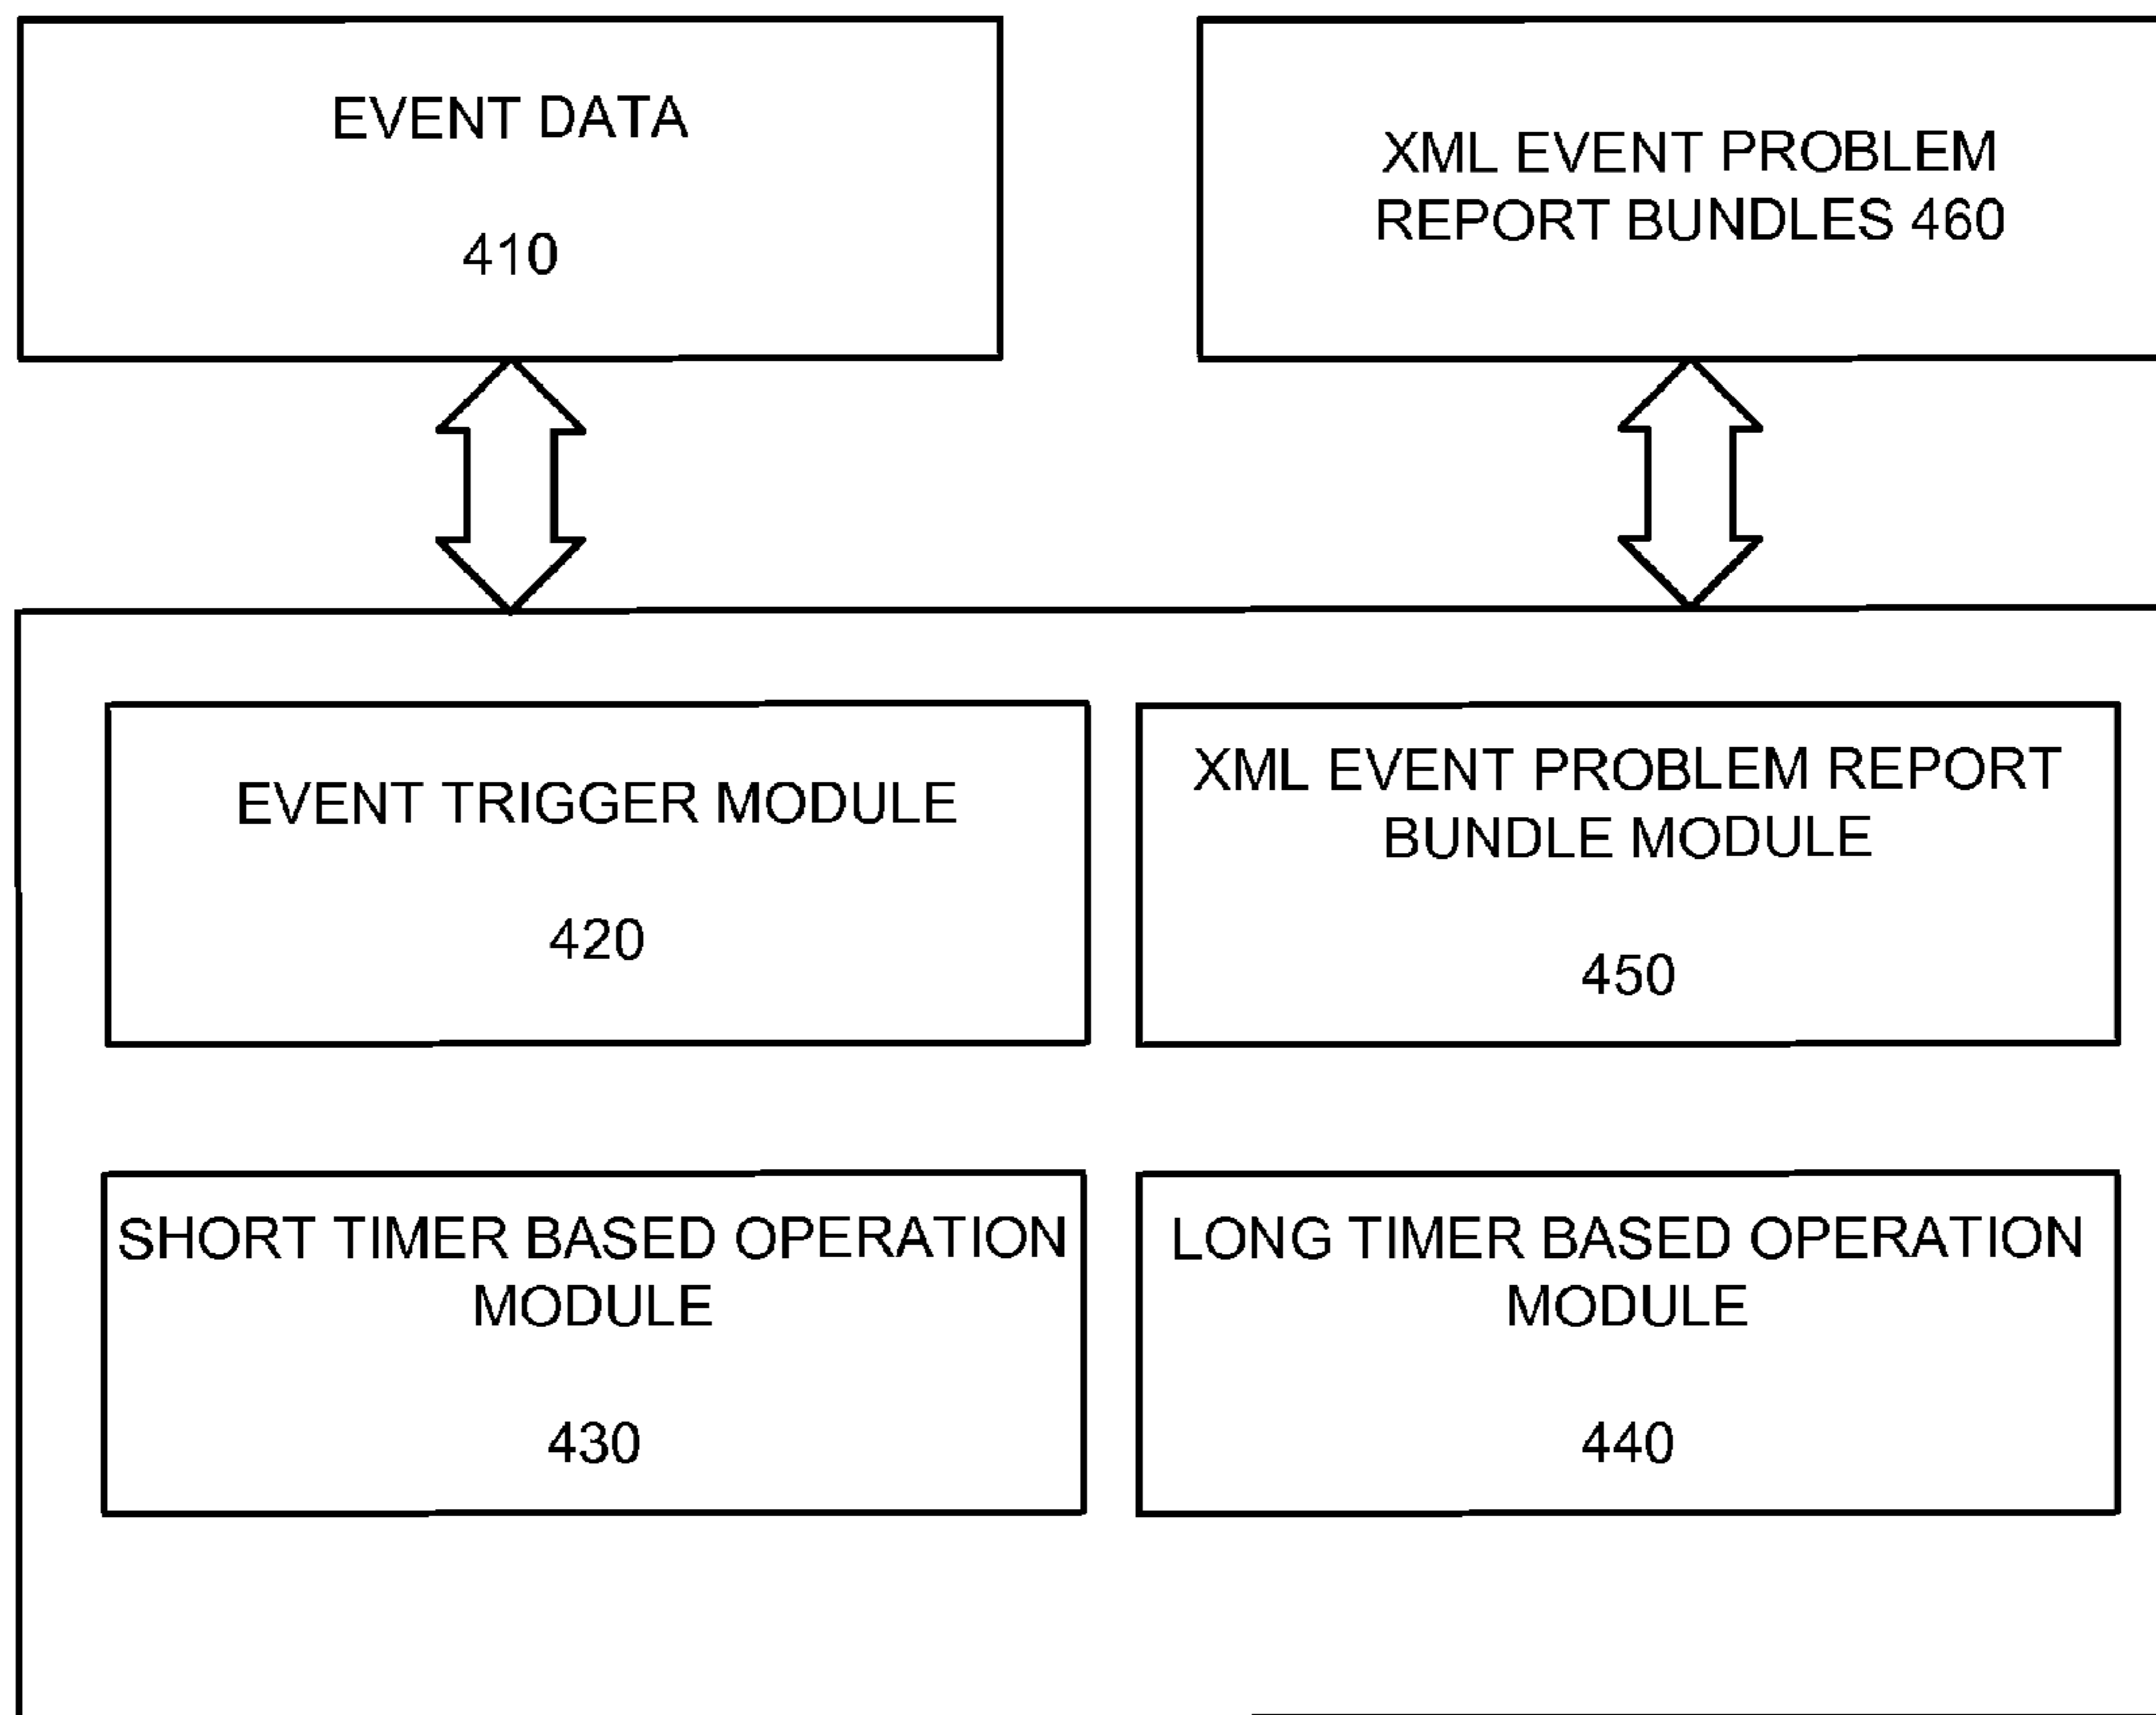 EVENT DATA
410
XML EVENT PROBLEM
REPORT BUNDLES 460
EVENT TRIGGER MODULE
420
XML EVENT PROBLEM REPORT
BUNDLE MODULE
450
SHORT TIMER BASED OPERATION
MODULE
430
LONG TIMER BASED OPERATION
MODULE
440